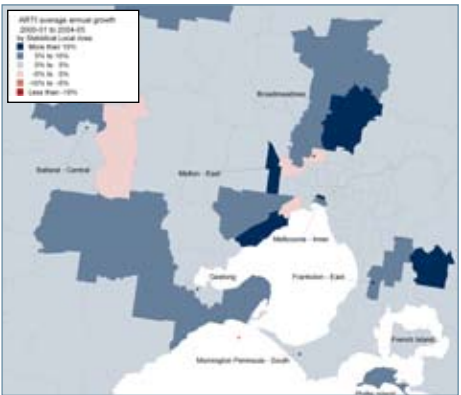 ARTI average annual growth
2000-01 to 2004-05
by Statistical Local Area
More than 10%
5% to 10%
0% to 5%
-5% to 0%
-10% to -5%
Less than -10%
Broadmeadows
Ballarat - Central
Melton - East
Melbourne - Inner
Geelong
Frankston - East
French Island
Mornington Peninsula - South
Phillip Island